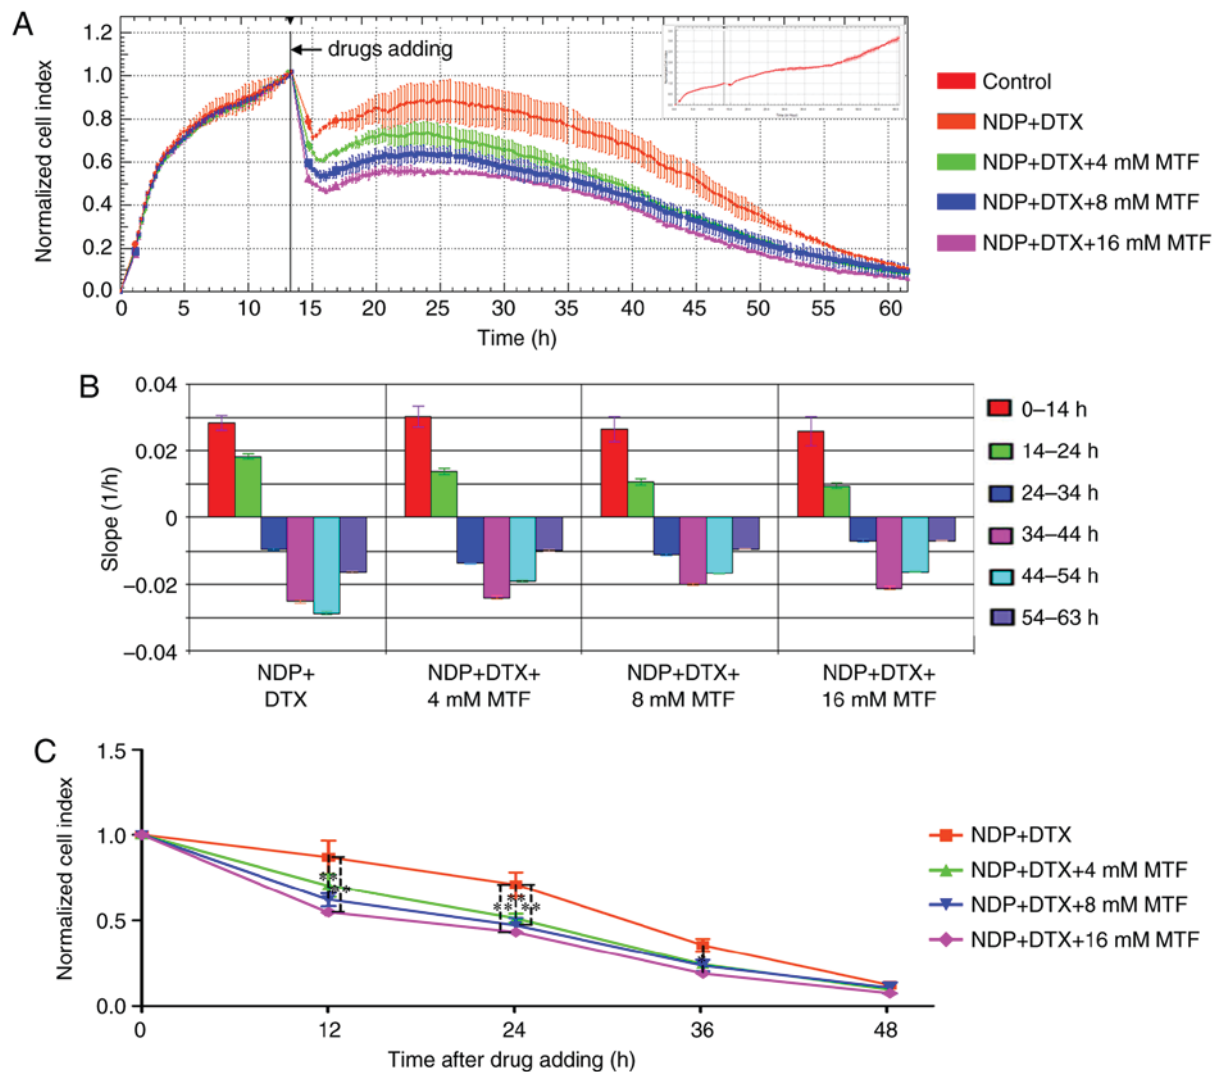 A
1.2
1.0
0.8
0.6
0.4
0.2
0.0
Normalized cell index
drugs adding
0 5 10 15 20 25 30 35 40 45 50 55 60
Time (h)
Control
NDP+DTX
NDP+DTX+4 mM MTF
NDP+DTX+8 mM MTF
NDP+DTX+16 mM MTF
B
0.04
0.02
0
−0.02
−0.04
Slope (1/h)
NDP+
DTX
NDP+DTX+
4 mM MTF
NDP+DTX+
8 mM MTF
NDP+DTX+
16 mM MTF
0–14 h
14–24 h
24–34 h
34–44 h
44–54 h
54–63 h
C
1.5
1.0
0.5
0.0
Normalized cell index
** **
** ** **
*
0 12 24 36 48
Time after drug adding (h)
NDP+DTX
NDP+DTX+4 mM MTF
NDP+DTX+8 mM MTF
NDP+DTX+16 mM MTF